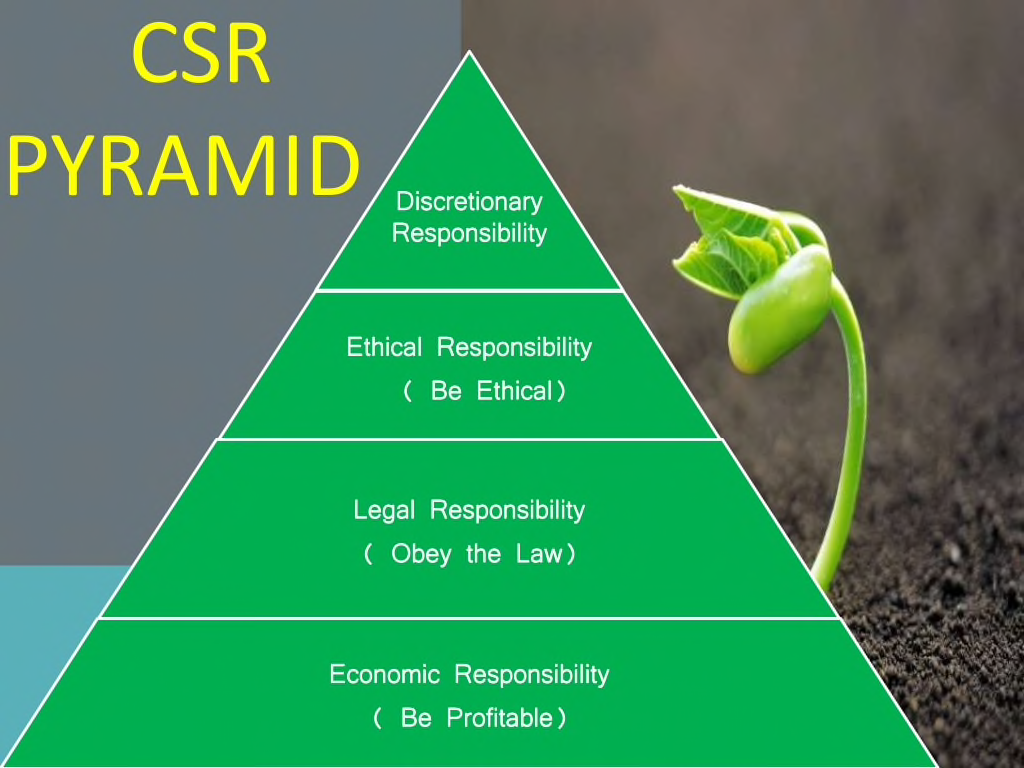 CSR
PYRAMID
Discretionary
Responsibility
Ethical Responsibility
( Be Ethical)
Legal Responsibility
( Obey the Law)
Economic Responsibility
( Be Profitable)